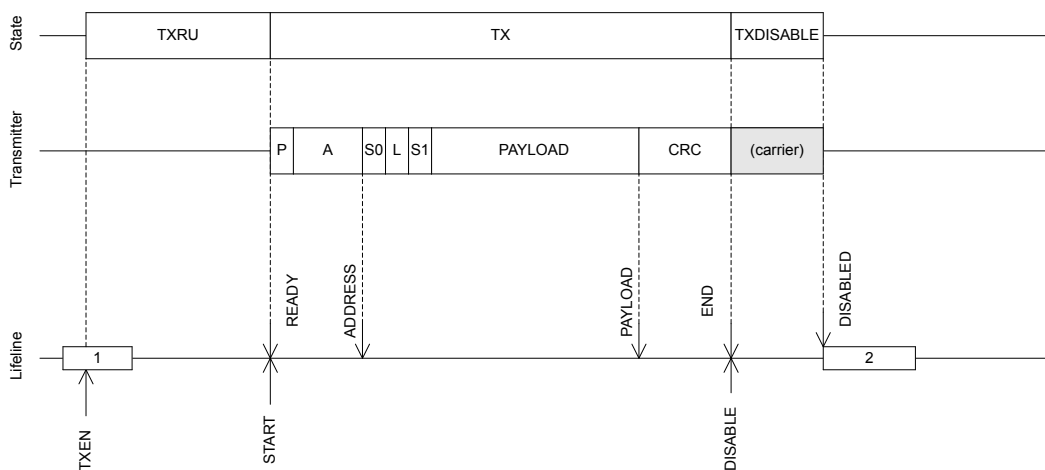 State
TXRU
TX
TXDISABLE
Transmitter
P
A
S0
L
S1
PAYLOAD
CRC
(carrier)
READY
ADDRESS
PAYLOAD
END
DISABLED
Lifeline
1
2
TXEN
START
DISABLE